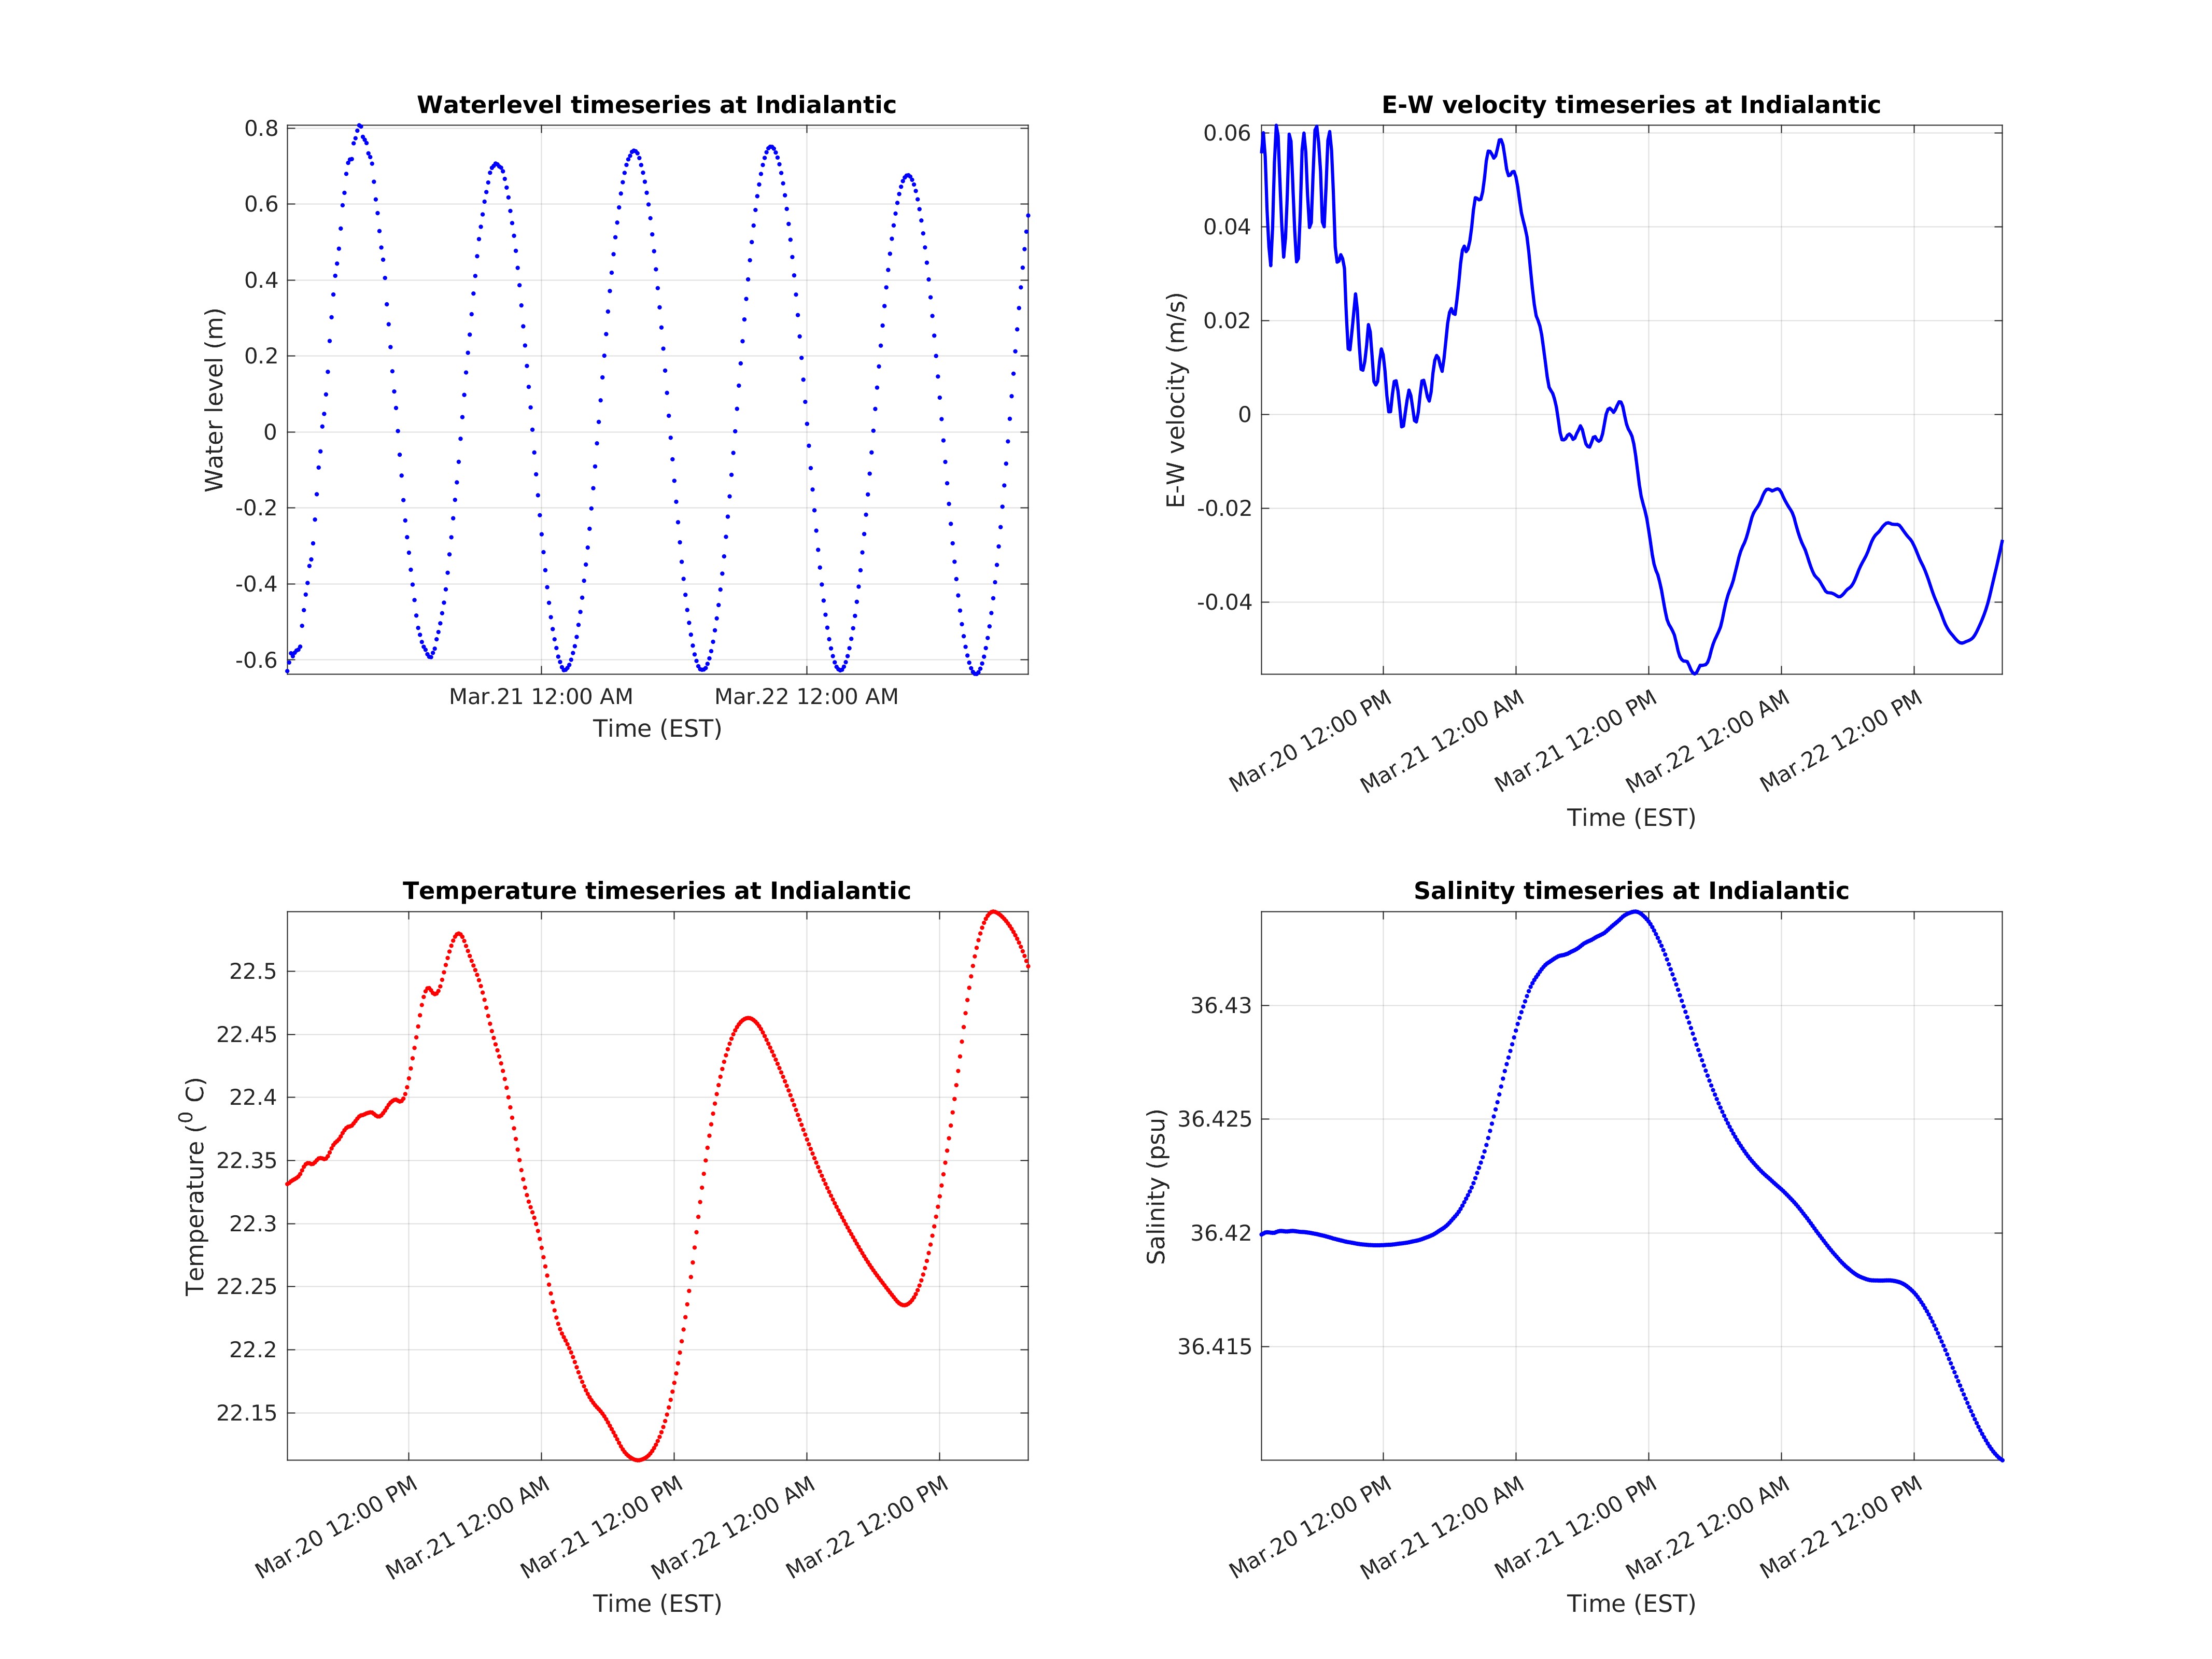 Waterlevel timeseries at Indialantic
0.8
0.6
0.4
0.2
0
-0.2
-0.4
-0.6
Water level (m)
Mar.21 12:00 AM
Mar.22 12:00 AM
Time (EST)
E-W velocity timeseries at Indialantic
0.06
0.04
0.02
0
-0.02
-0.04
E-W velocity (m/s)
Mar.20 12:00 PM
Mar.21 12:00 AM
Mar.21 12:00 PM
Mar.22 12:00 AM
Mar.22 12:00 PM
Time (EST)
Temperature timeseries at Indialantic
22.5
22.45
22.4
22.35
22.3
22.25
22.2
22.15
Temperature (⁰ C)
Mar.20 12:00 PM
Mar.21 12:00 AM
Mar.21 12:00 PM
Mar.22 12:00 AM
Mar.22 12:00 PM
Time (EST)
Salinity timeseries at Indialantic
36.43
36.425
36.42
36.415
Salinity (psu)
Mar.20 12:00 PM
Mar.21 12:00 AM
Mar.21 12:00 PM
Mar.22 12:00 AM
Mar.22 12:00 PM
Time (EST)